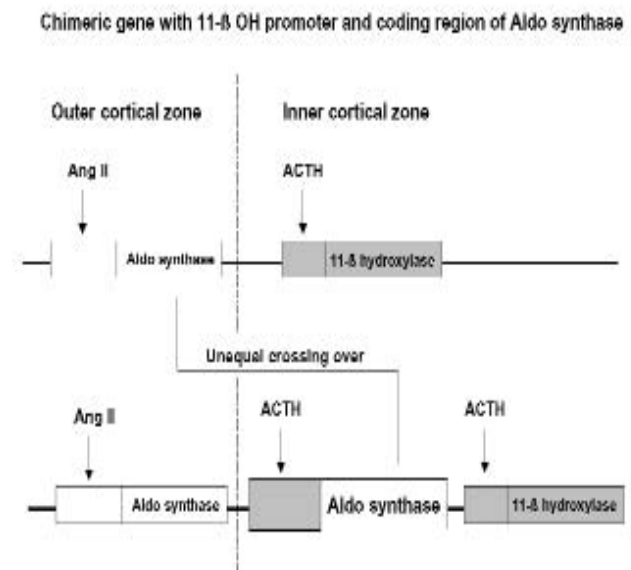 Chimeric gene with 11-ß OH promoter and coding region of Aldo synthase
Outer cortical zone
Inner cortical zone
Ang II
ACTH
Aldo synthase
11-ß hydroxylase
Unequal crossing over
Ang II
ACTH
ACTH
Aldo synthase
Aldo synthase
11-ß hydroxylase